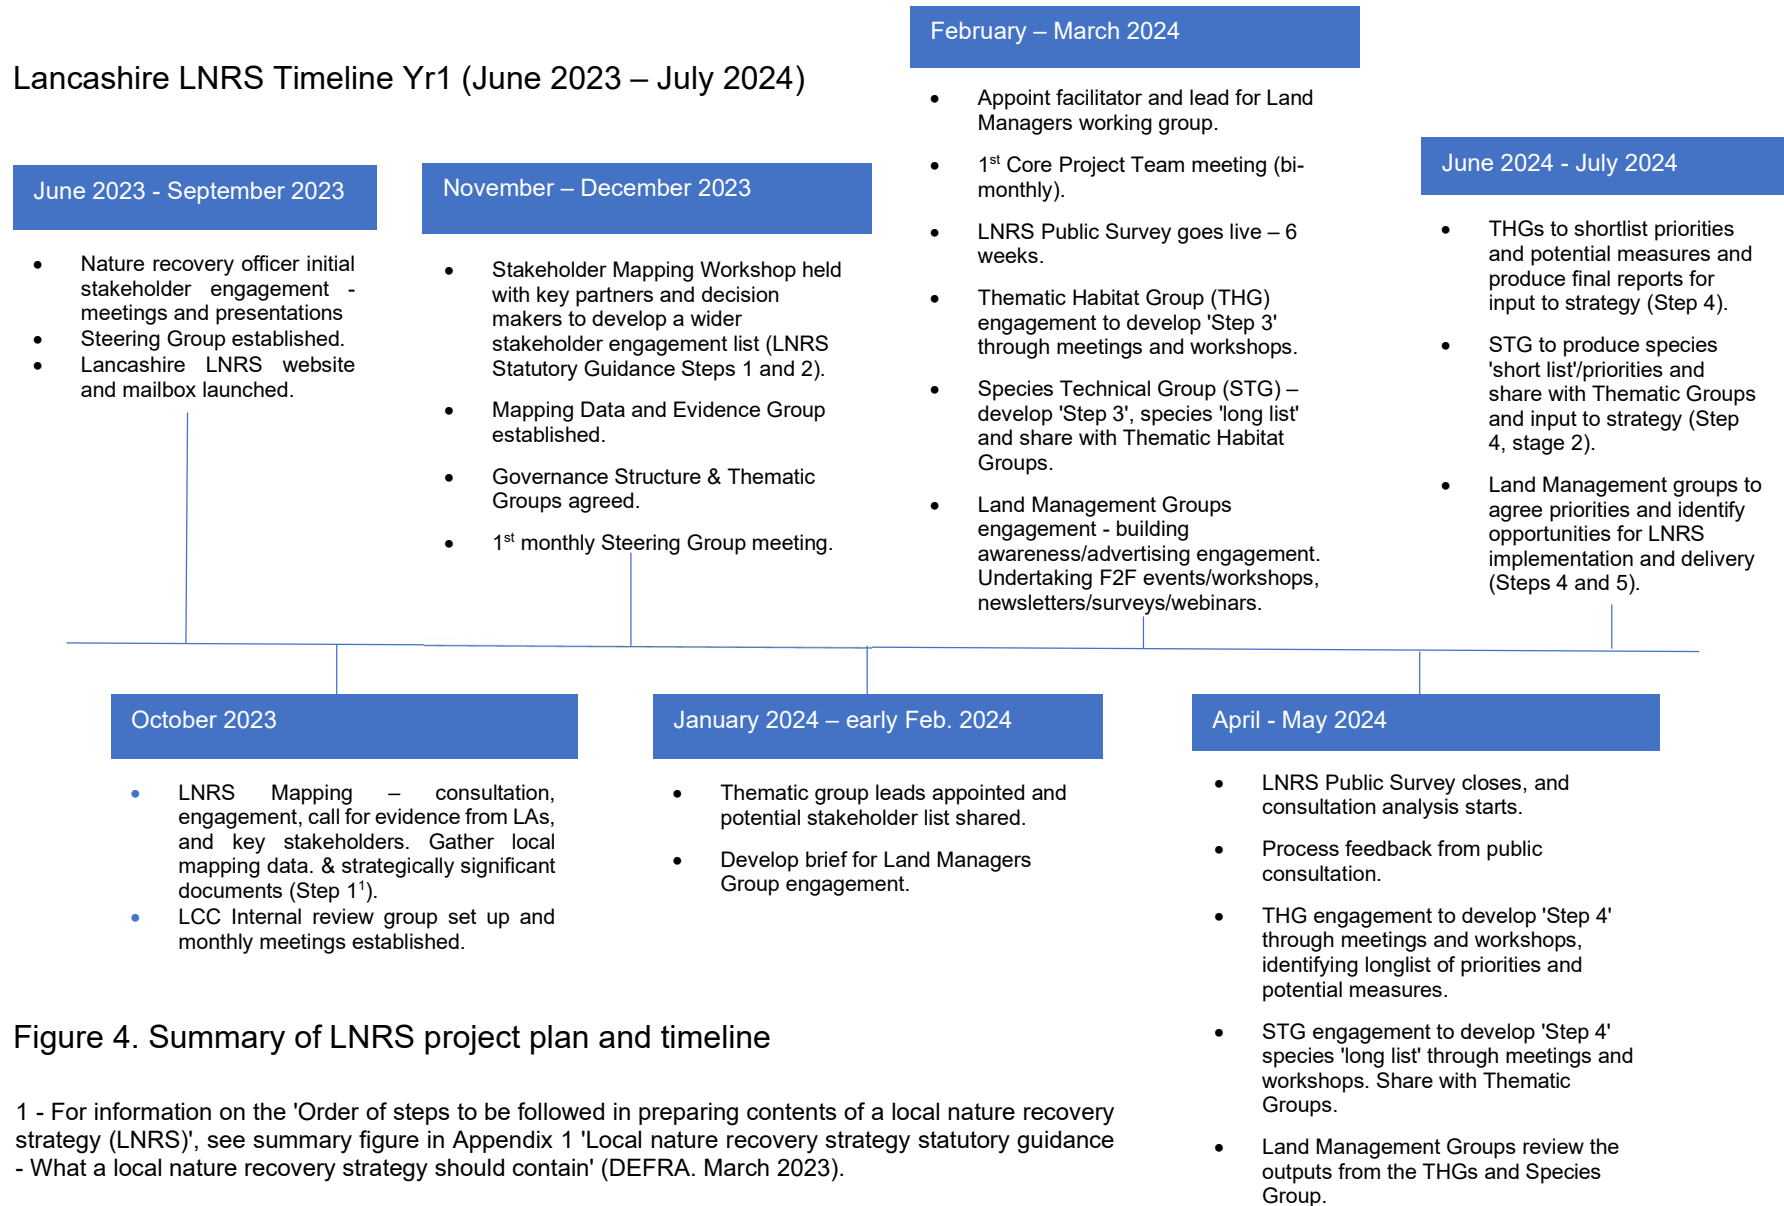 Lancashire LNRS Timeline Yr1 (June 2023 – July 2024)
June 2023 - September 2023
• Nature recovery officer initial
stakeholder engagement -
meetings and presentations
• Steering Group established.
• Lancashire LNRS website
and mailbox launched.
November – December 2023
• Stakeholder Mapping Workshop held
with key partners and decision
makers to develop a wider
stakeholder engagement list (LNRS
Statutory Guidance Steps 1 and 2).
• Mapping Data and Evidence Group
established.
• Governance Structure & Thematic
Groups agreed.
• 1st monthly Steering Group meeting.
February – March 2024
• Appoint facilitator and lead for Land
Managers working group.
• 1st Core Project Team meeting (bi-
monthly).
• LNRS Public Survey goes live – 6
weeks.
• Thematic Habitat Group (THG)
engagement to develop 'Step 3'
through meetings and workshops.
• Species Technical Group (STG) –
develop 'Step 3', species 'long list'
and share with Thematic Habitat
Groups.
• Land Management Groups
engagement - building
awareness/advertising engagement.
Undertaking F2F events/workshops,
newsletters/surveys/webinars.
June 2024 - July 2024
• THGs to shortlist priorities
and potential measures and
produce final reports for
input to strategy (Step 4).
• STG to produce species
'short list'/priorities and
share with Thematic Groups
and input to strategy (Step
4, stage 2).
• Land Management groups to
agree priorities and identify
opportunities for LNRS
implementation and delivery
(Steps 4 and 5).
October 2023
• LNRS Mapping – consultation,
engagement, call for evidence from LAs,
and key stakeholders. Gather local
mapping data. & strategically significant
documents (Step 1¹).
• LCC Internal review group set up and
monthly meetings established.
January 2024 – early Feb. 2024
• Thematic group leads appointed and
potential stakeholder list shared.
• Develop brief for Land Managers
Group engagement.
April - May 2024
• LNRS Public Survey closes, and
consultation analysis starts.
• Process feedback from public
consultation.
• THG engagement to develop 'Step 4'
through meetings and workshops,
identifying longlist of priorities and
potential measures.
• STG engagement to develop 'Step 4'
species 'long list' through meetings and
workshops. Share with Thematic
Groups.
• Land Management Groups review the
outputs from the THGs and Species
Group.
Figure 4. Summary of LNRS project plan and timeline
1 - For information on the 'Order of steps to be followed in preparing contents of a local nature recovery
strategy (LNRS)', see summary figure in Appendix 1 'Local nature recovery strategy statutory guidance
- What a local nature recovery strategy should contain' (DEFRA. March 2023).